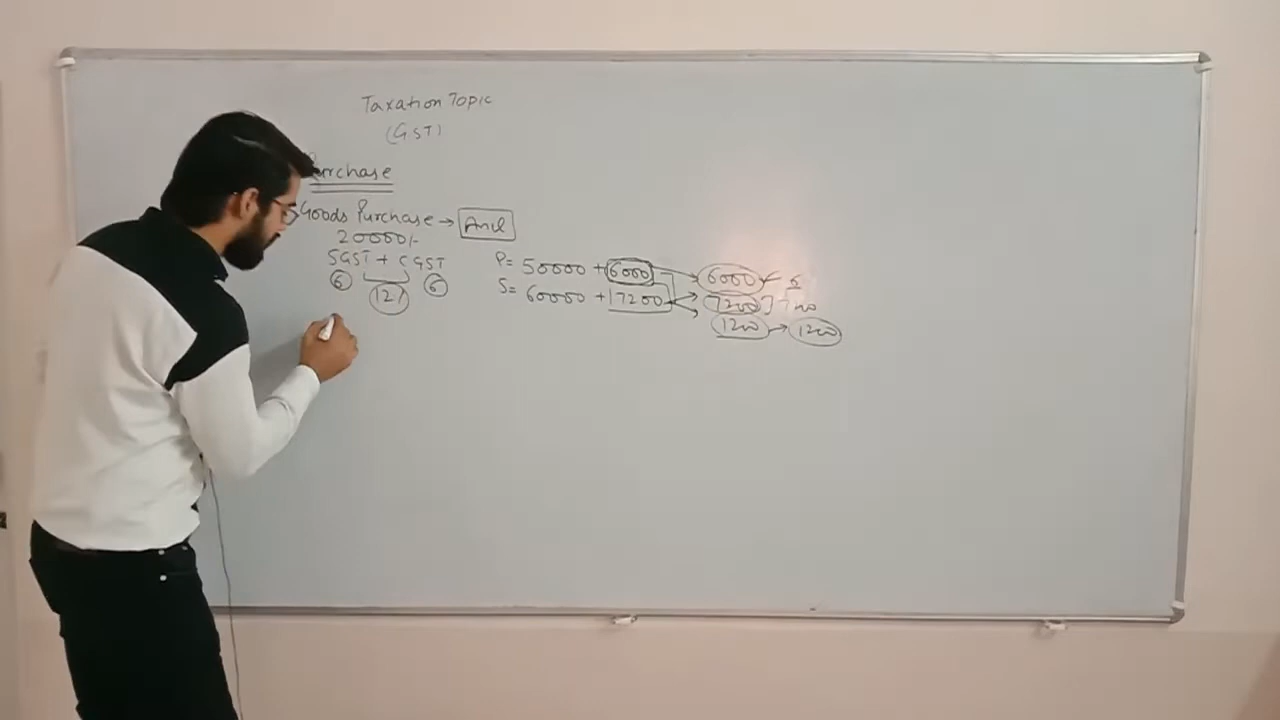 Taxation Topic
(GST)
Purchase
Goods Purchase → Anil
20000/-
SGST + CGST
6 12% 6
P= 50000 + 6000 6000
S= 60000 + 7200 7200
1200 → 1200